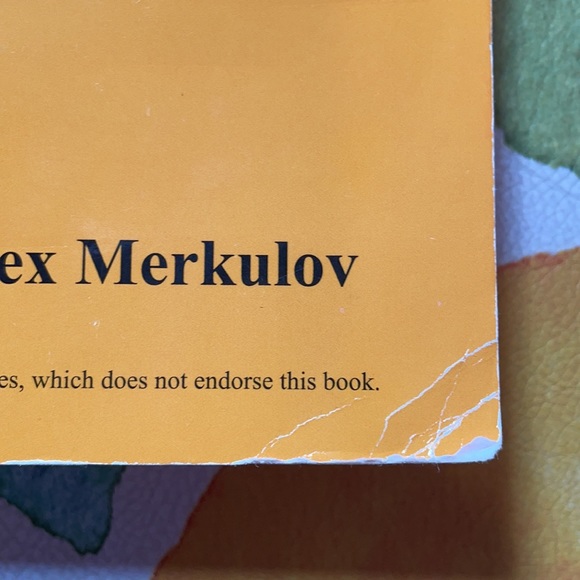 ex Merkulov
es, which does not endorse this book.